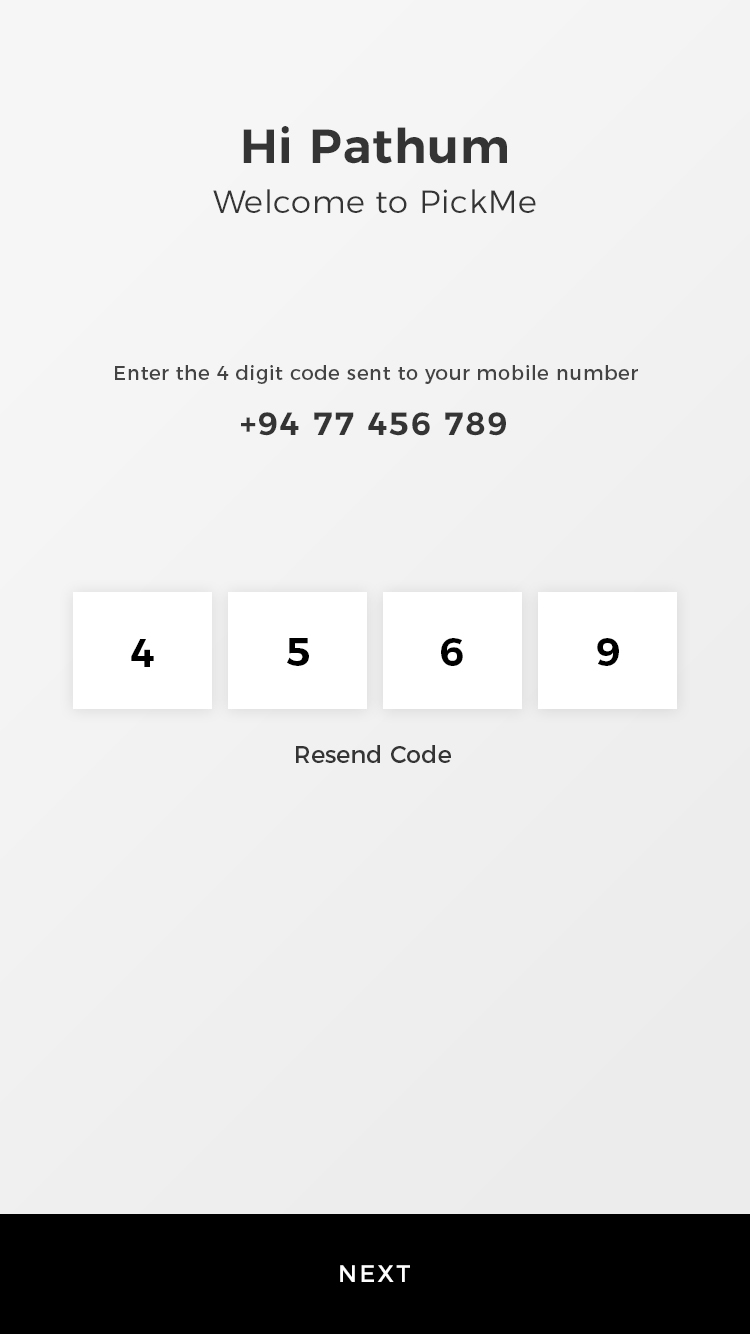 Hi Pathum
Welcome to PickMe
Enter the 4 digit code sent to your mobile number
+94 77 456 789
4 5 6 9
Resend Code
NEXT